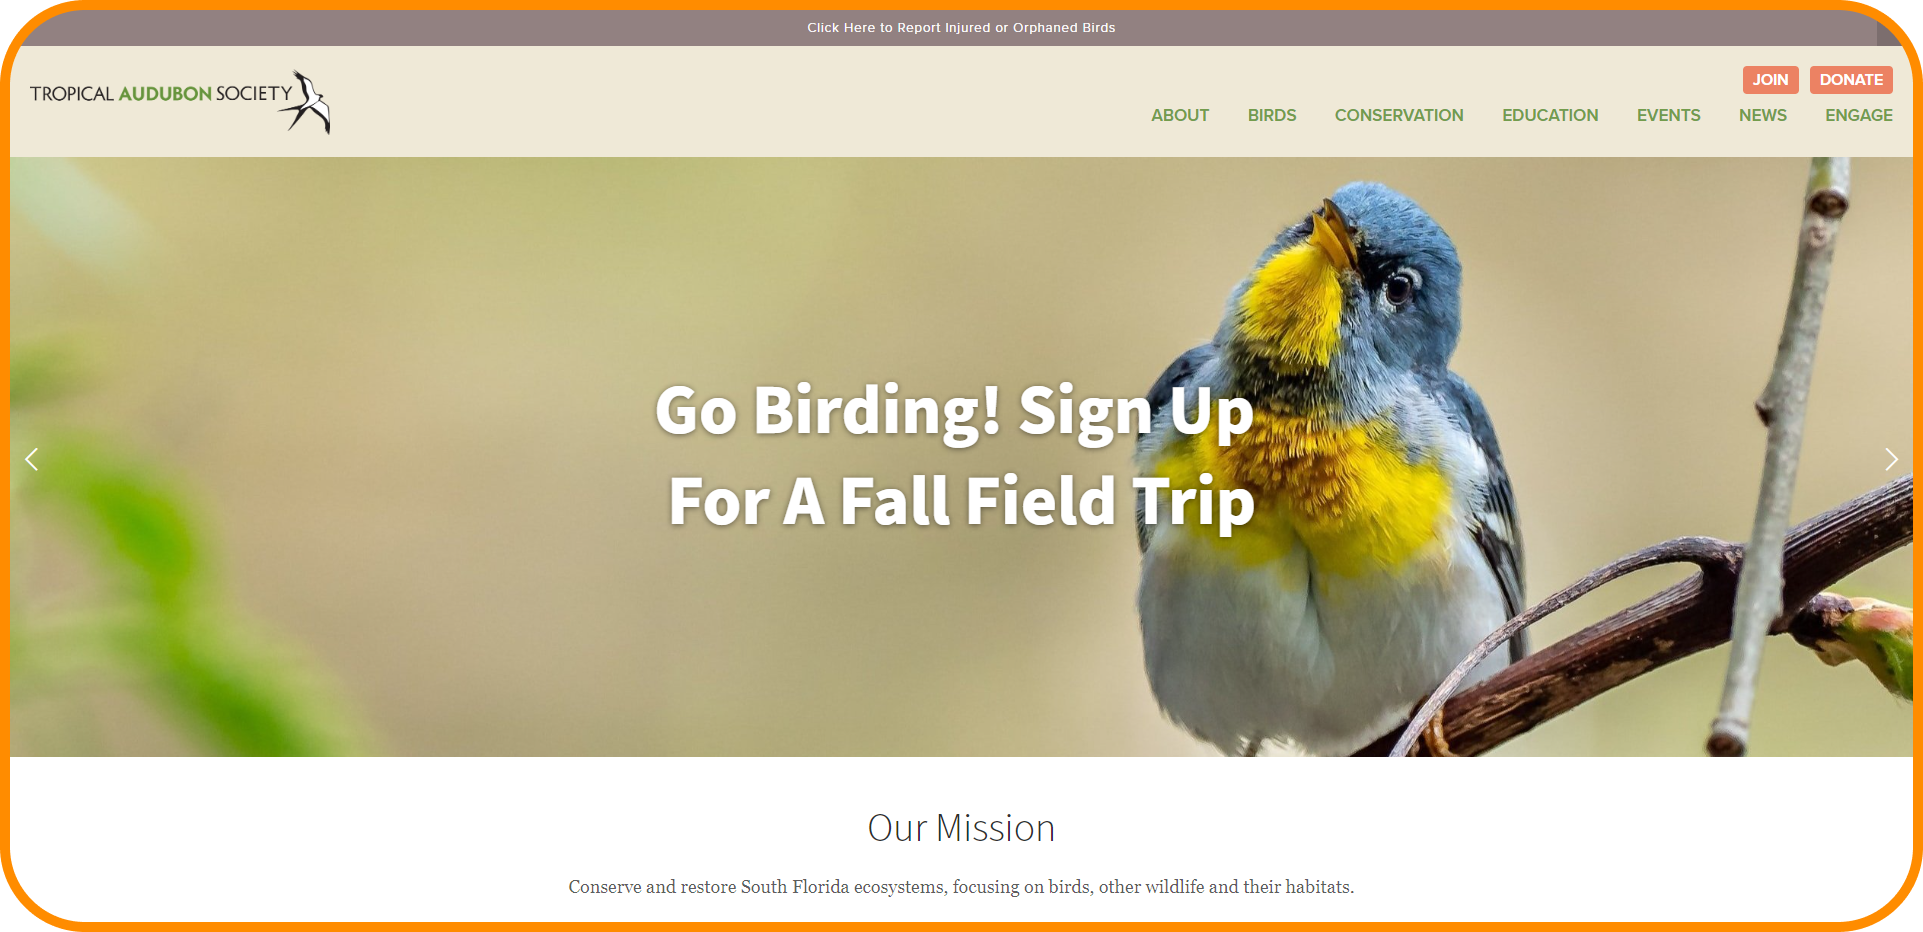 Click Here to Report Injured or Orphaned Birds
TROPICAL AUDUBON SOCIETY
JOIN DONATE
ABOUT BIRDS CONSERVATION EDUCATION EVENTS NEWS ENGAGE
Go Birding! Sign Up
For A Fall Field Trip
Our Mission
Conserve and restore South Florida ecosystems, focusing on birds, other wildlife and their habitats.